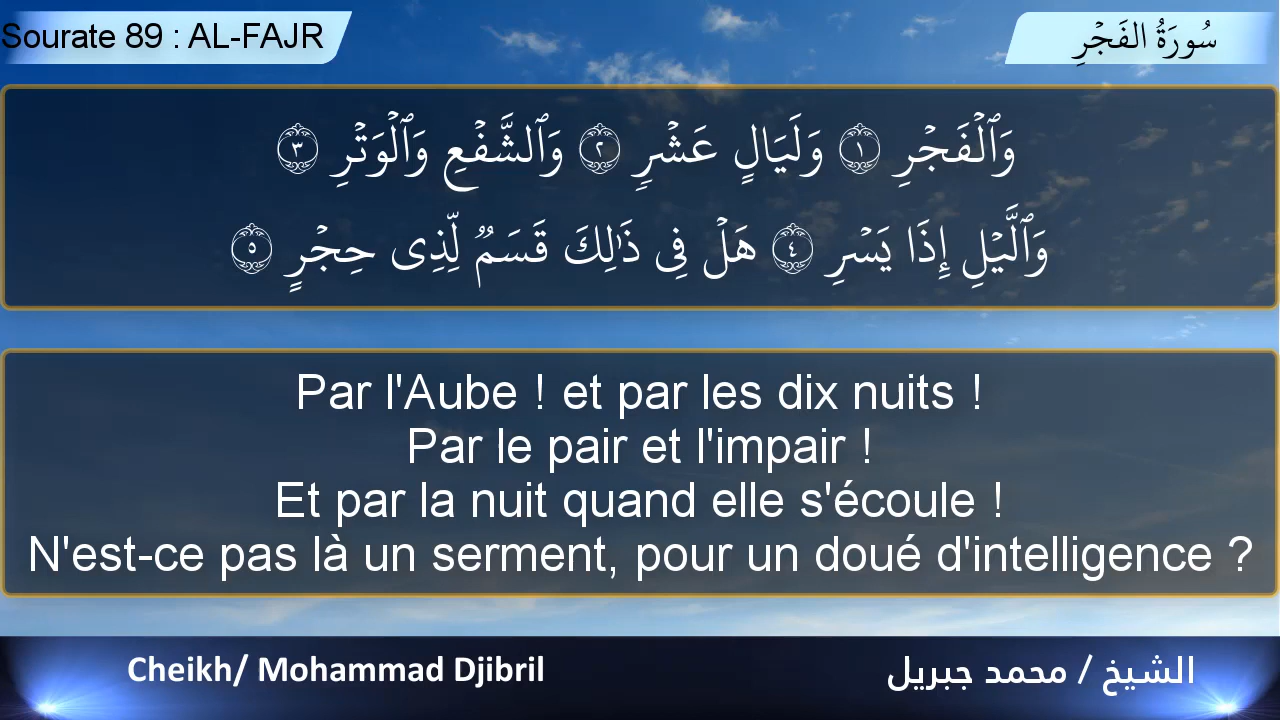 Sourate 89 : AL-FAJR
سُورَةُ الفَجْرِ
وَٱلْفَجْرِ ١ وَلَيَالٍ عَشْرٍ ٢ وَٱلشَّفْعِ وَٱلْوَتْرِ ٣
وَٱلَّيْلِ إِذَا يَسْرِ ٤ هَلْ فِى ذَٰلِكَ قَسَمٌ لِّذِى حِجْرٍ ٥
Par l'Aube ! et par les dix nuits !
Par le pair et l'impair !
Et par la nuit quand elle s'écoule !
N'est-ce pas là un serment, pour un doué d'intelligence ?
Cheikh/ Mohammad Djibril
الشيخ / محمد جبريل